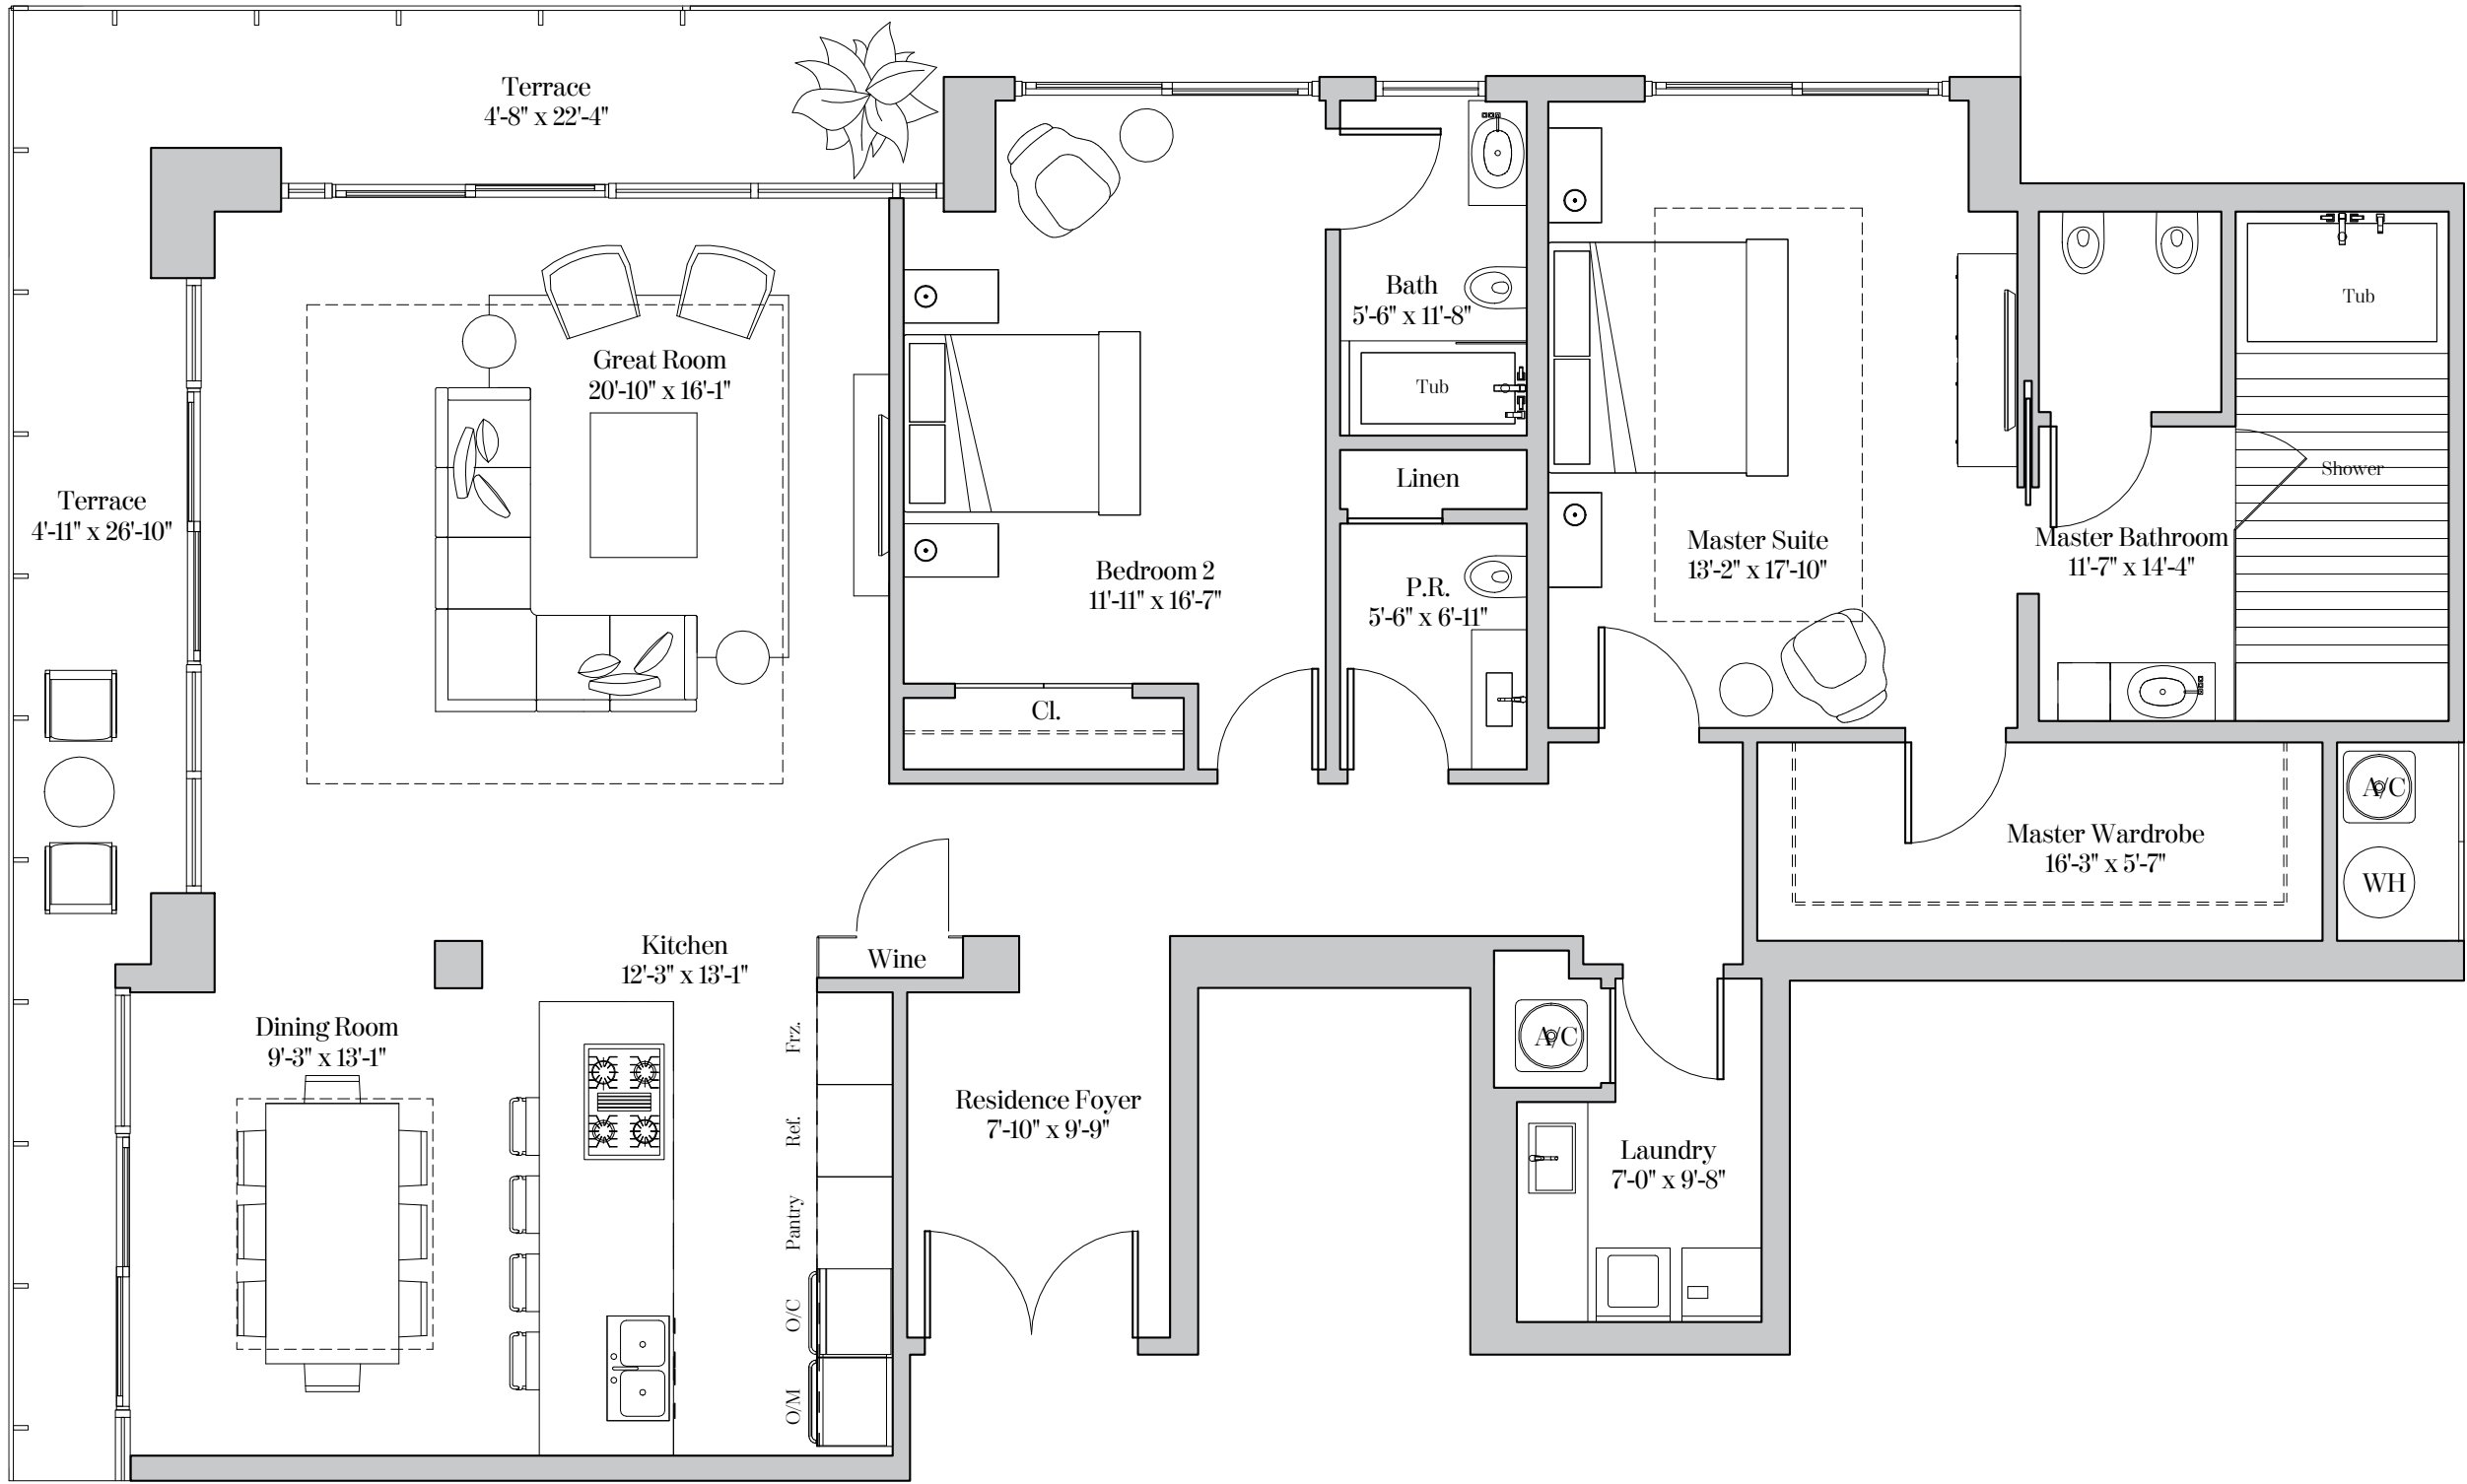 Terrace
4'-8" x 22'-4"
Great Room
20'-10" x 16'-1"
Terrace
4'-11" x 26'-10"
Bedroom 2
11'-11" x 16'-7"
Cl.
Bath
5'-6" x 11'-8"
Tub
Linen
P.R.
5'-6" x 6'-11"
Master Suite
13'-2" x 17'-10"
Tub
Shower
Master Bathroom
11'-7" x 14'-4"
Master Wardrobe
16'-3" x 5'-7"
A/C
WH
Kitchen
12'-3" x 13'-1"
Wine
Dining Room
9'-3" x 13'-1"
Frz.
Ref.
Pantry
O/C
O/M
Residence Foyer
7'-10" x 9'-9"
A/C
Laundry
7'-0" x 9'-8"